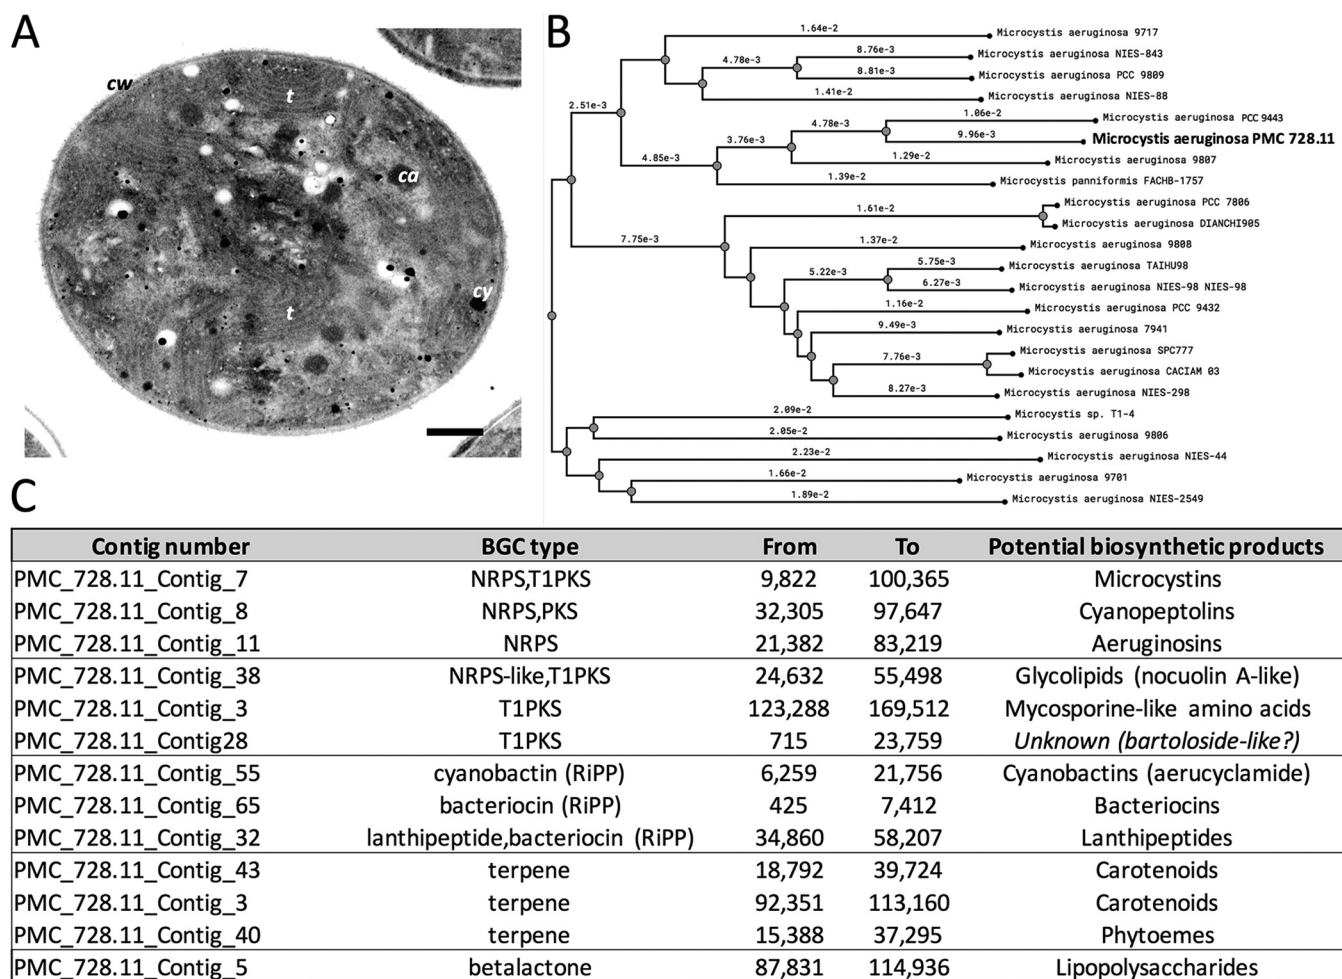 A
cw
t
ca
cy
t
B
1.64e-2
Microcystis aeruginosa 9717
8.76e-3
Microcystis aeruginosa NIES-843
4.78e-3
8.81e-3
Microcystis aeruginosa PCC 9809
1.41e-2
Microcystis aeruginosa NIES-88
2.51e-3
1.06e-2
Microcystis aeruginosa PCC 9443
4.78e-3
9.96e-3
Microcystis aeruginosa PMC 728.11
3.76e-3
1.29e-2
Microcystis aeruginosa 9807
4.85e-3
1.39e-2
Microcystis panniformis FACHB-1757
1.61e-2
Microcystis aeruginosa PCC 7806
Microcystis aeruginosa DIANCHI905
7.75e-3
1.37e-2
Microcystis aeruginosa 9808
5.75e-3
Microcystis aeruginosa TAIHU98
5.22e-3
6.27e-3
Microcystis aeruginosa NIES-98 NIES-98
1.16e-2
Microcystis aeruginosa PCC 9432
9.49e-3
Microcystis aeruginosa 7941
Microcystis aeruginosa SPC777
7.76e-3
Microcystis aeruginosa CACIAM 03
8.27e-3
Microcystis aeruginosa NIES-298
2.09e-2
Microcystis sp. T1-4
2.05e-2
Microcystis aeruginosa 9806
2.23e-2
Microcystis aeruginosa NIES-44
1.66e-2
Microcystis aeruginosa 9701
1.89e-2
Microcystis aeruginosa NIES-2549
C
Contig number BGC type From To Potential biosynthetic products
PMC_728.11_Contig_7 NRPS,T1PKS 9,822 100,365 Microcystins
PMC_728.11_Contig_8 NRPS,PKS 32,305 97,647 Cyanopeptolins
PMC_728.11_Contig_11 NRPS 21,382 83,219 Aeruginosins
PMC_728.11_Contig_38 NRPS-like,T1PKS 24,632 55,498 Glycolipids (nocuolin A-like)
PMC_728.11_Contig_3 T1PKS 123,288 169,512 Mycosporine-like amino acids
PMC_728.11_Contig28 T1PKS 715 23,759 Unknown (bartoloside-like?)
PMC_728.11_Contig_55 cyanobactin (RiPP) 6,259 21,756 Cyanobactins (aerucyclamide)
PMC_728.11_Contig_65 bacteriocin (RiPP) 425 7,412 Bacteriocins
PMC_728.11_Contig_32 lanthipeptide,bacteriocin (RiPP) 34,860 58,207 Lanthipeptides
PMC_728.11_Contig_43 terpene 18,792 39,724 Carotenoids
PMC_728.11_Contig_3 terpene 92,351 113,160 Carotenoids
PMC_728.11_Contig_40 terpene 15,388 37,295 Phytoemes
PMC_728.11_Contig_5 betalactone 87,831 114,936 Lipopolysaccharides